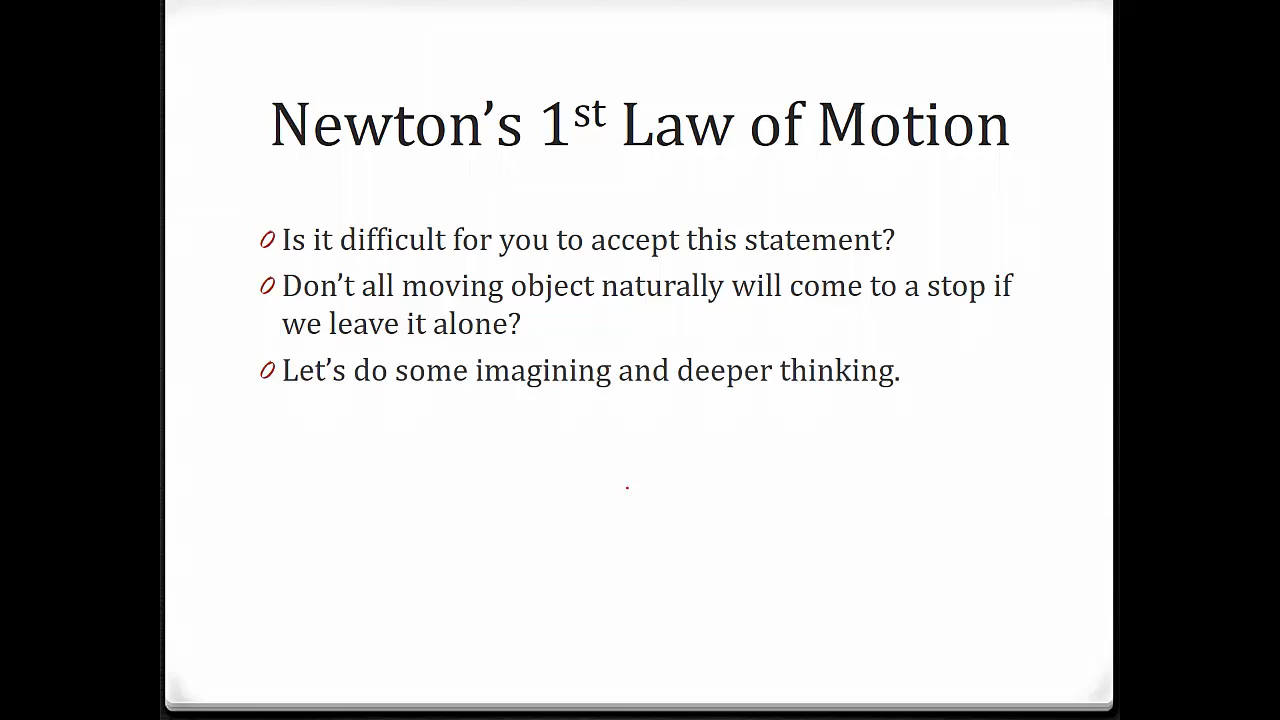 Newton’s 1st Law of Motion
Is it difficult for you to accept this statement?
Don’t all moving object naturally will come to a stop if
we leave it alone?
Let’s do some imagining and deeper thinking.